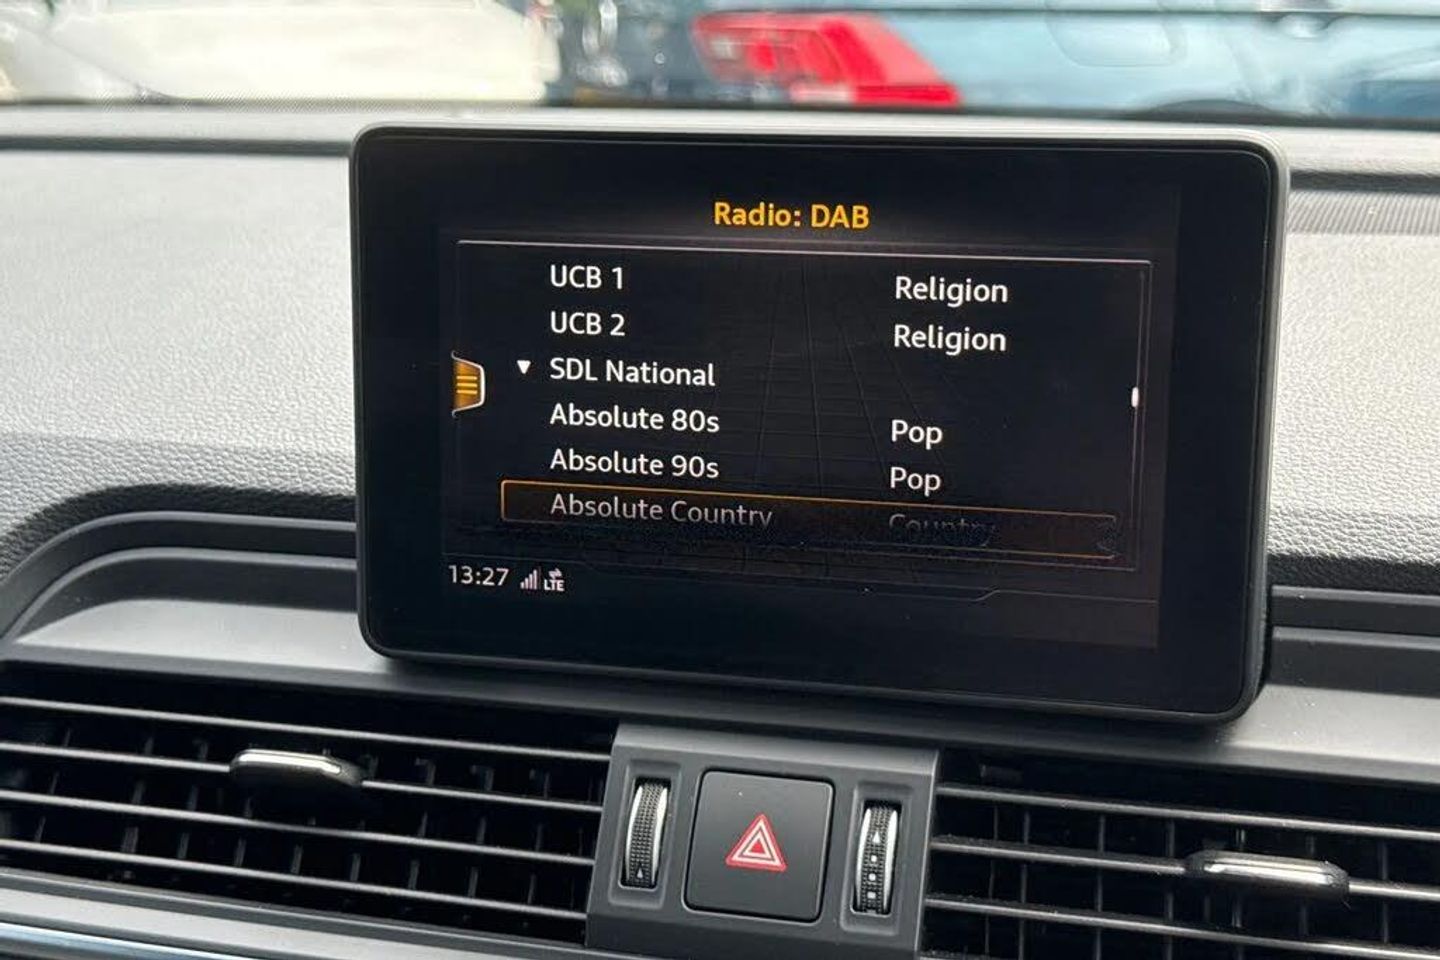 Radio: DAB
UCB 1 Religion
UCB 2 Religion
▼ SDL National
Absolute 80s Pop
Absolute 90s Pop
Absolute Country Country
13:27 LTE